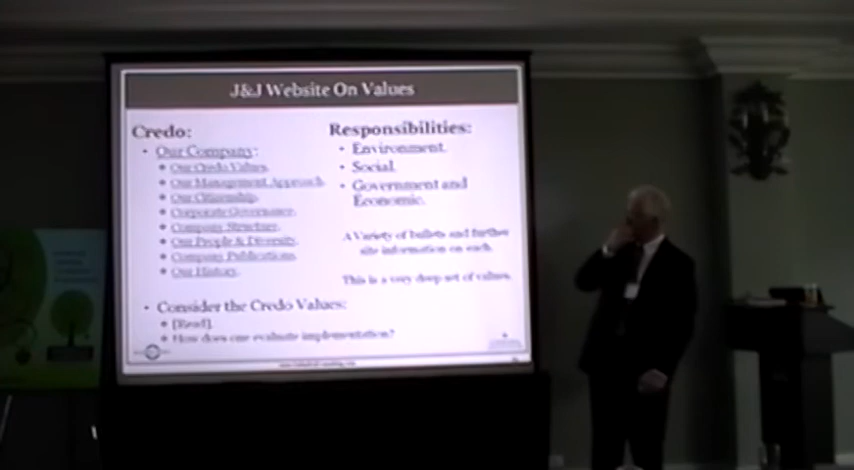 J&J Website On Values
Credo:
• Our Company:
Our Credo Values
Our Management Approach
Our Citizenship
Corporate Governance
Company Structure
Our People & Diversity
Company Publications
Our History
• Consider the Credo Values:
[Read]
How does one evaluate implementation?
Responsibilities:
• Environment
• Social
• Government and
Economic
A Variety of bullets and further
site information on each.
This is a very deep set of values.